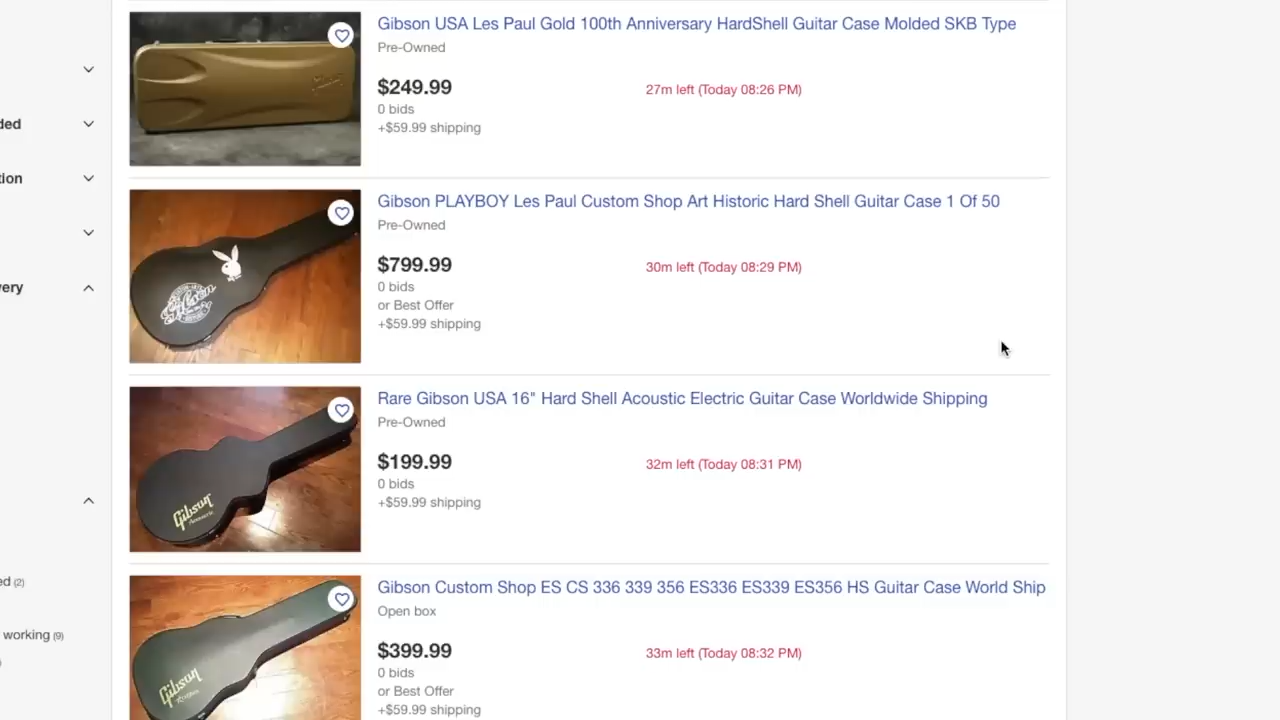 Gibson USA Les Paul Gold 100th Anniversary HardShell Guitar Case Molded SKB Type
Pre-Owned
$249.99
27m left (Today 08:26 PM)
0 bids
+$59.99 shipping
ded
tion
Gibson PLAYBOY Les Paul Custom Shop Art Historic Hard Shell Guitar Case 1 Of 50
Pre-Owned
$799.99
30m left (Today 08:29 PM)
0 bids
or Best Offer
+$59.99 shipping
very
Gibson
Rare Gibson USA 16" Hard Shell Acoustic Electric Guitar Case Worldwide Shipping
Pre-Owned
$199.99
32m left (Today 08:31 PM)
0 bids
+$59.99 shipping
Gibson
Acoustic
ed (2)
working (9)
)
Gibson Custom Shop ES CS 336 339 356 ES336 ES339 ES356 HS Guitar Case World Ship
Open box
$399.99
33m left (Today 08:32 PM)
0 bids
or Best Offer
+$59.99 shipping
Gibson